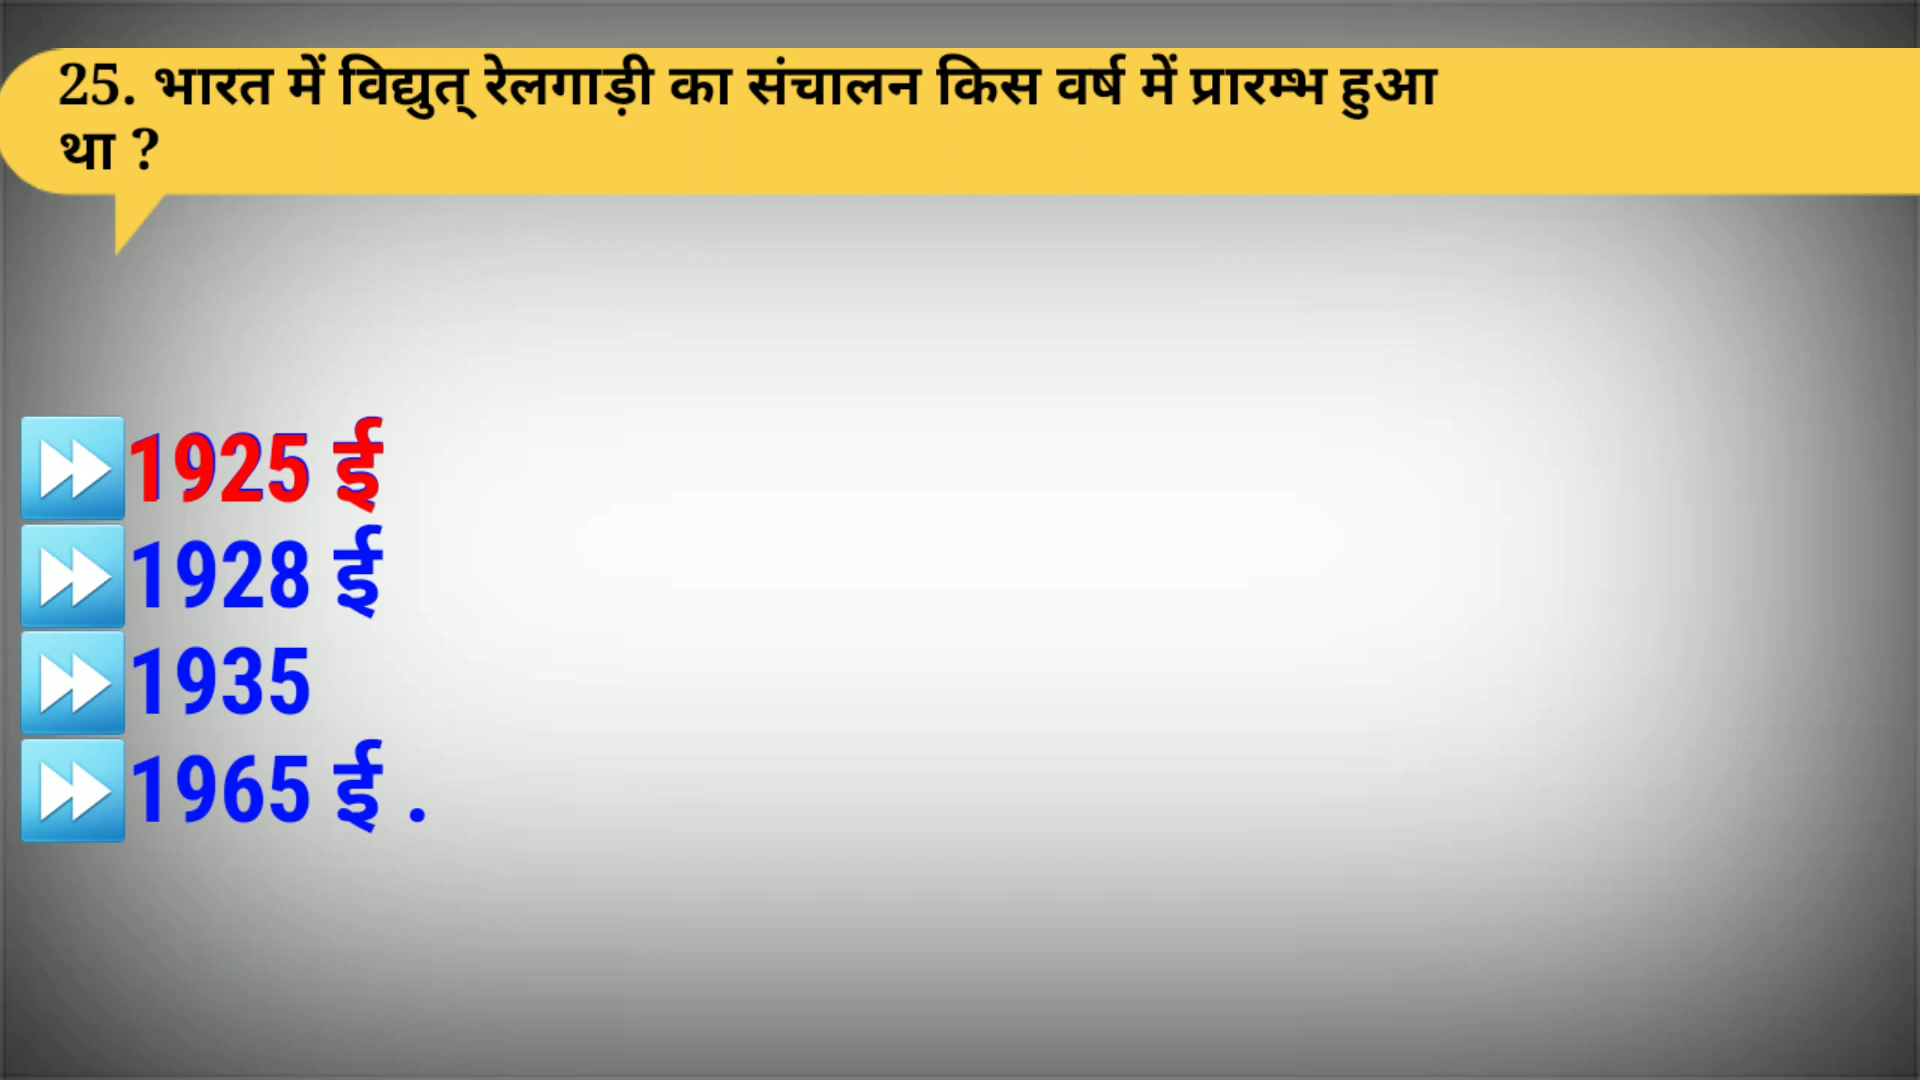 25. भारत में विद्युत् रेलगाड़ी का संचालन किस वर्ष में प्रारम्भ हुआ
था ?
⏩1925 ई
⏩1928 ई
⏩1935
⏩1965 ई .